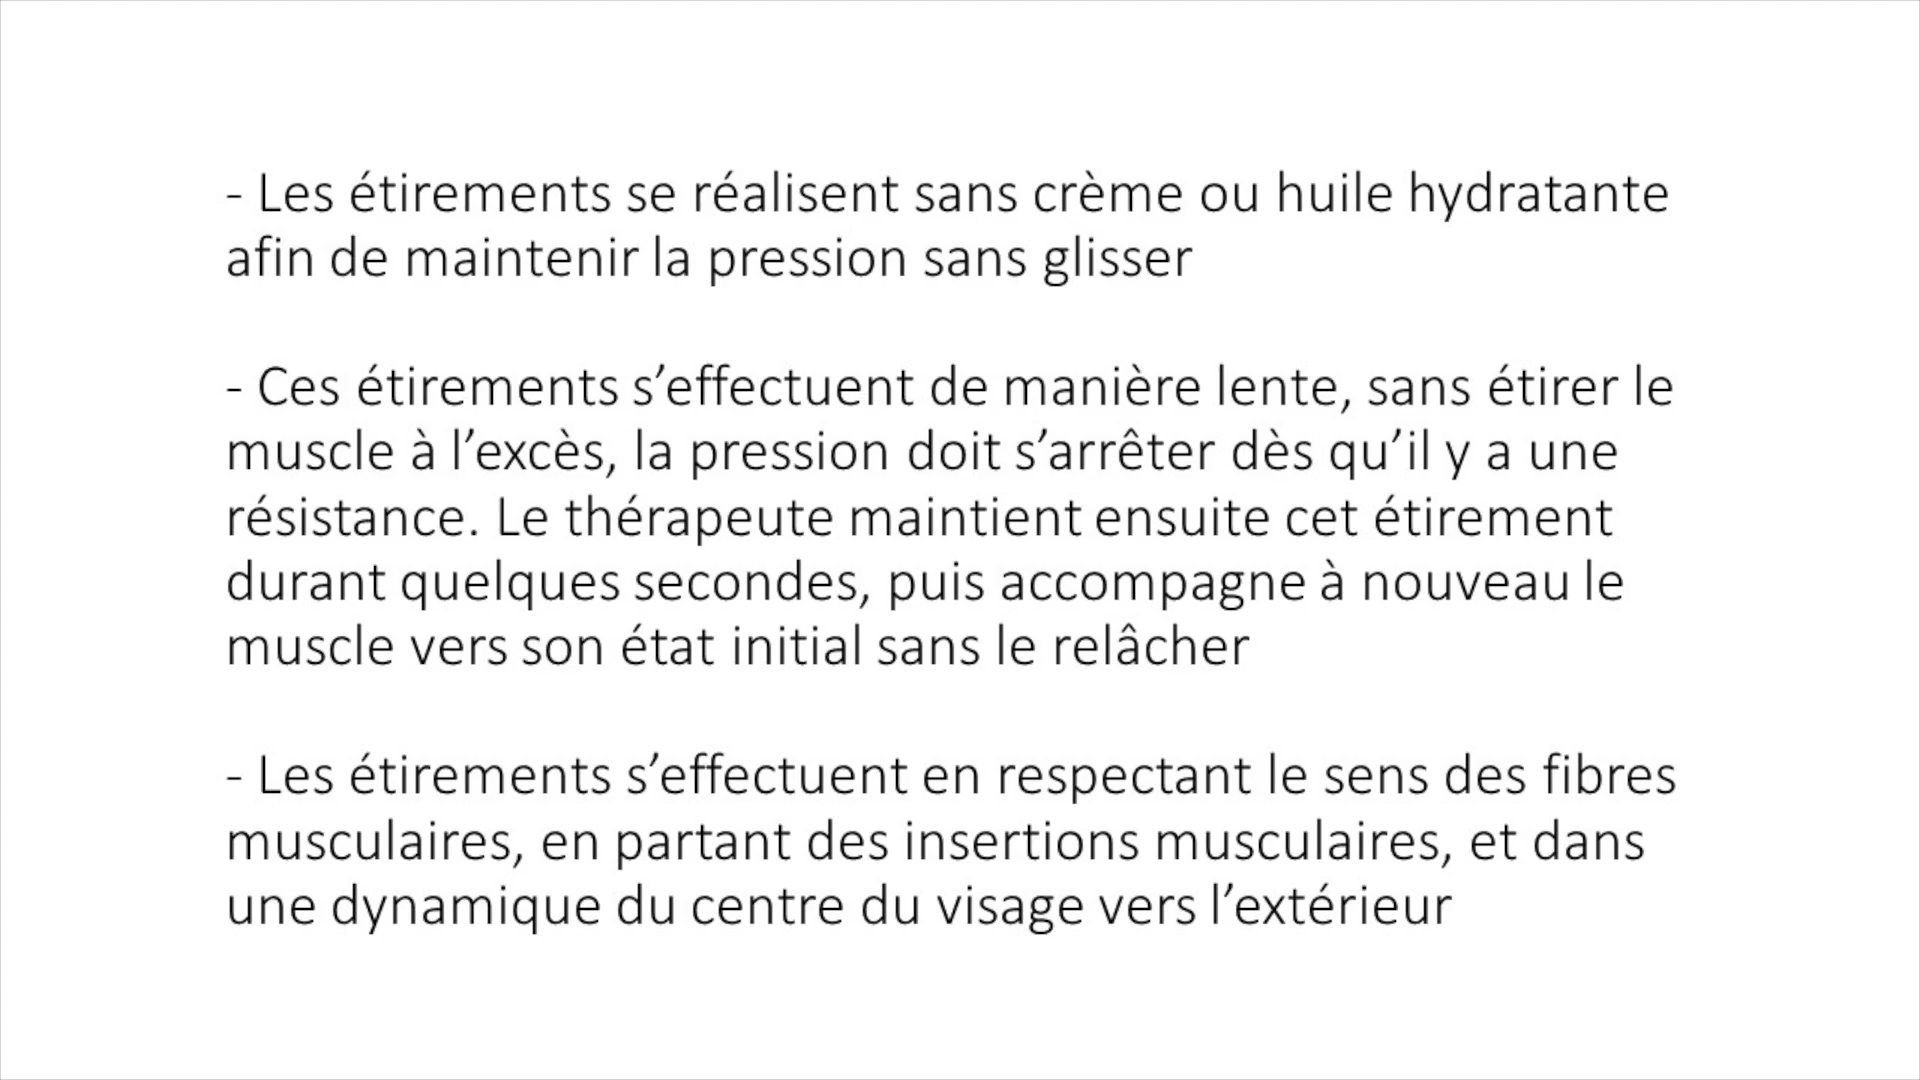 - Les étirements se réalisent sans crème ou huile hydratante
afin de maintenir la pression sans glisser
- Ces étirements s’effectuent de manière lente, sans étirer le
muscle à l’excès, la pression doit s’arrêter dès qu’il y a une
résistance. Le thérapeute maintient ensuite cet étirement
durant quelques secondes, puis accompagne à nouveau le
muscle vers son état initial sans le relâcher
- Les étirements s’effectuent en respectant le sens des fibres
musculaires, en partant des insertions musculaires, et dans
une dynamique du centre du visage vers l’extérieur